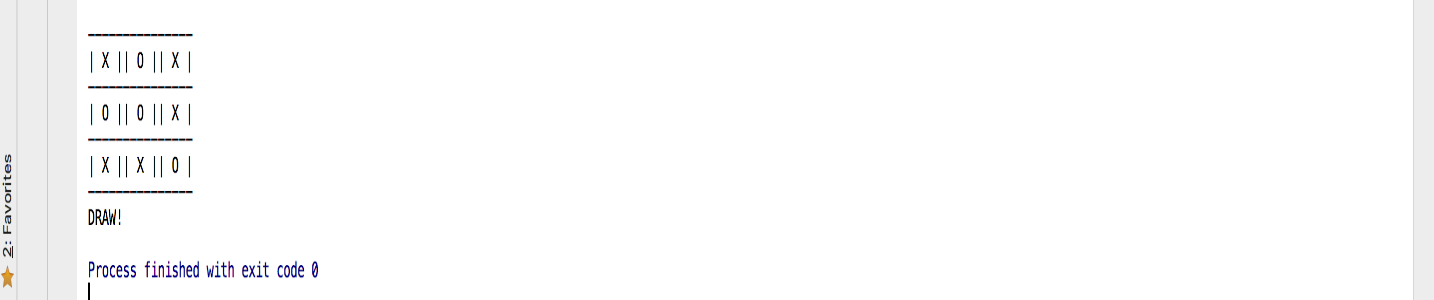 ---------------
| X || O || X |
---------------
| O || O || X |
---------------
| X || X || O |
---------------
DRAW!
Process finished with exit code 0
2: Favorites